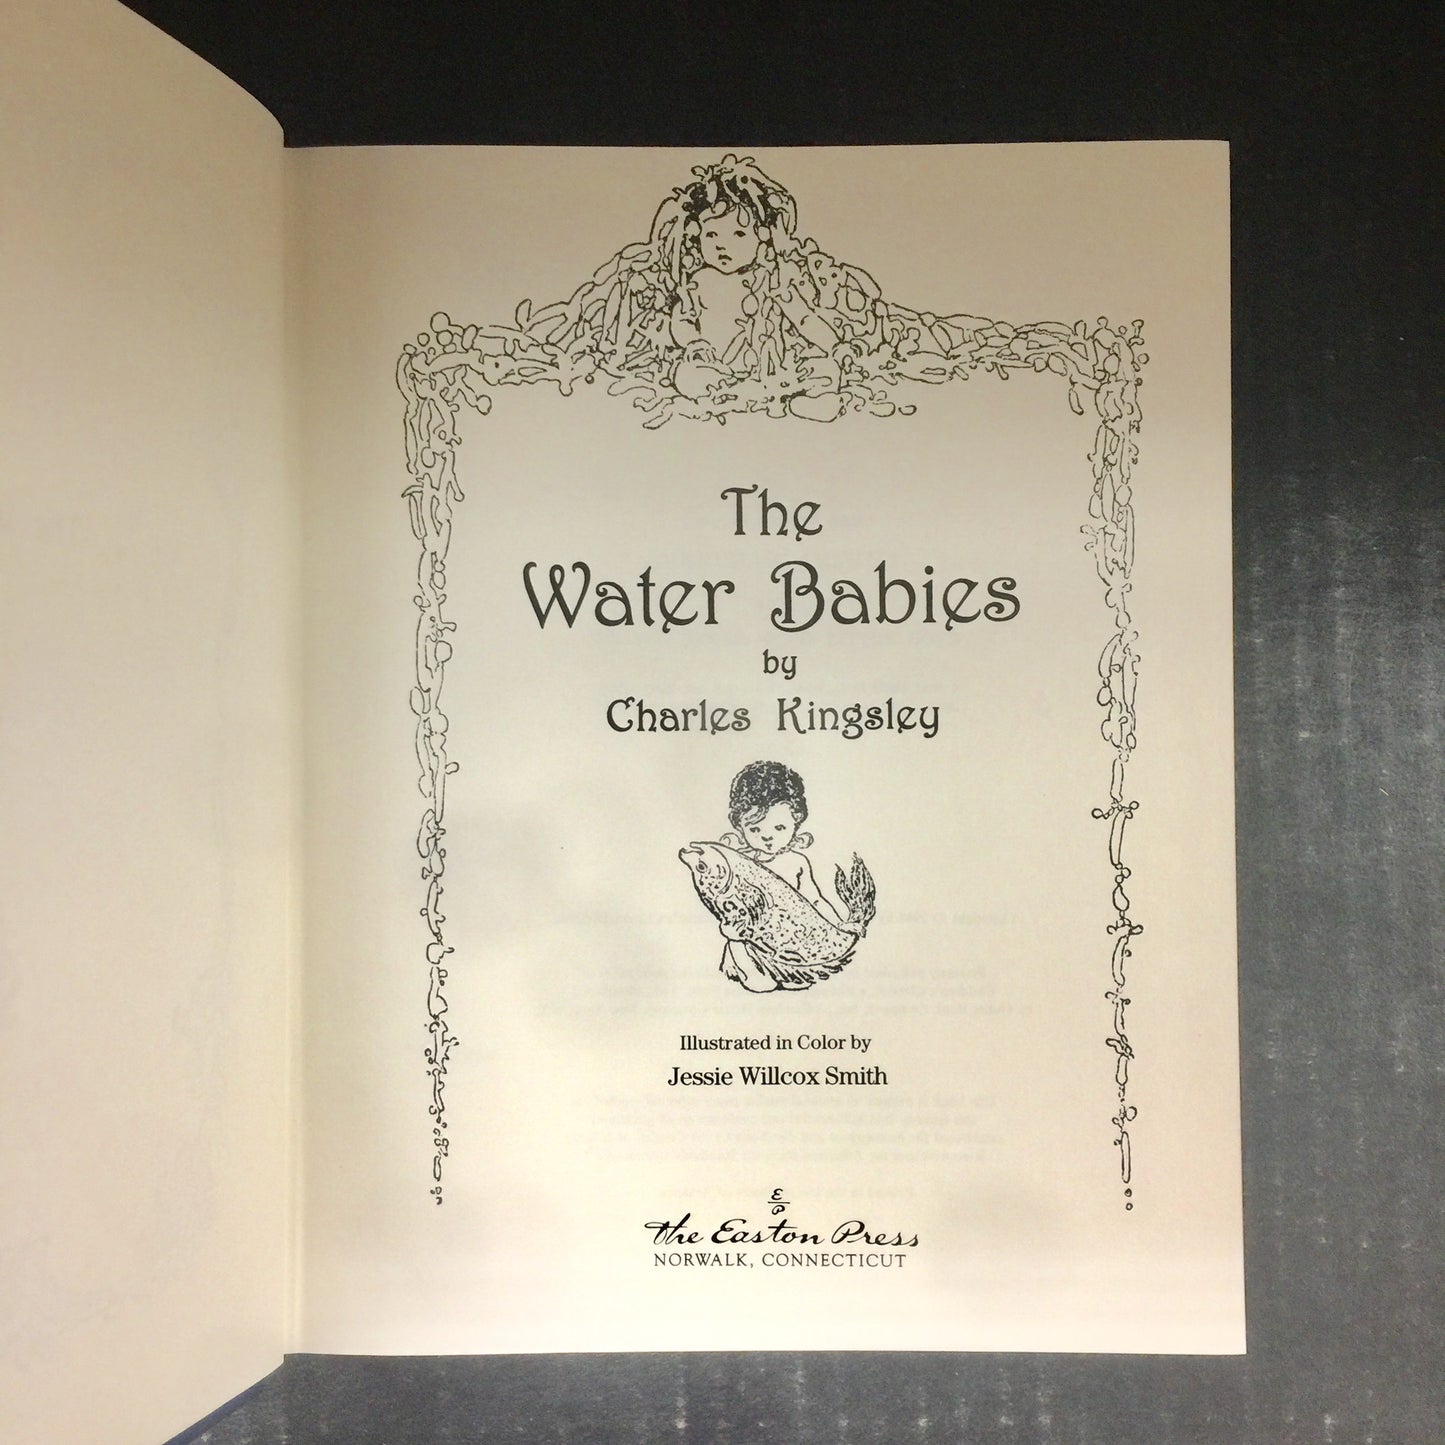 The
Water Babies
by
Charles Kingsley
Illustrated in Color by
Jessie Willcox Smith
E/P
The Easton Press
NORWALK, CONNECTICUT